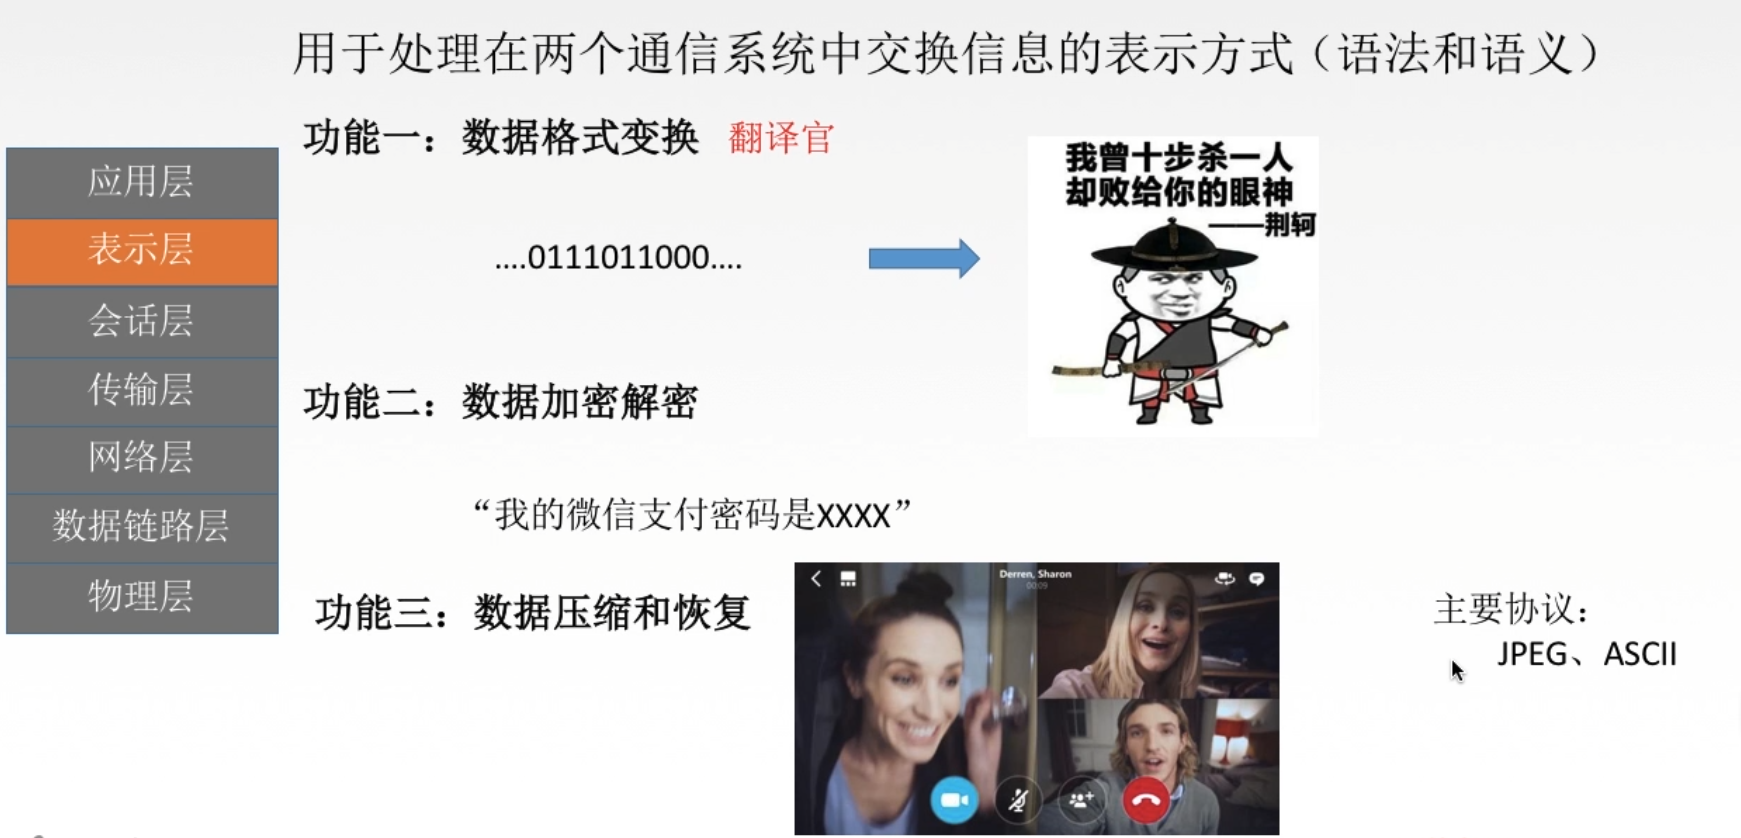 用于处理在两个通信系统中交换信息的表示方式（语法和语义）
应用层
表示层
会话层
传输层
网络层
数据链路层
物理层
功能一：数据格式变换 翻译官
....0111011000....
我曾十步杀一人
却败给你的眼神
——荆轲
功能二：数据加密解密
“我的微信支付密码是XXXX”
功能三：数据压缩和恢复
Derren, Sharon
00:09
主要协议：
JPEG、ASCII